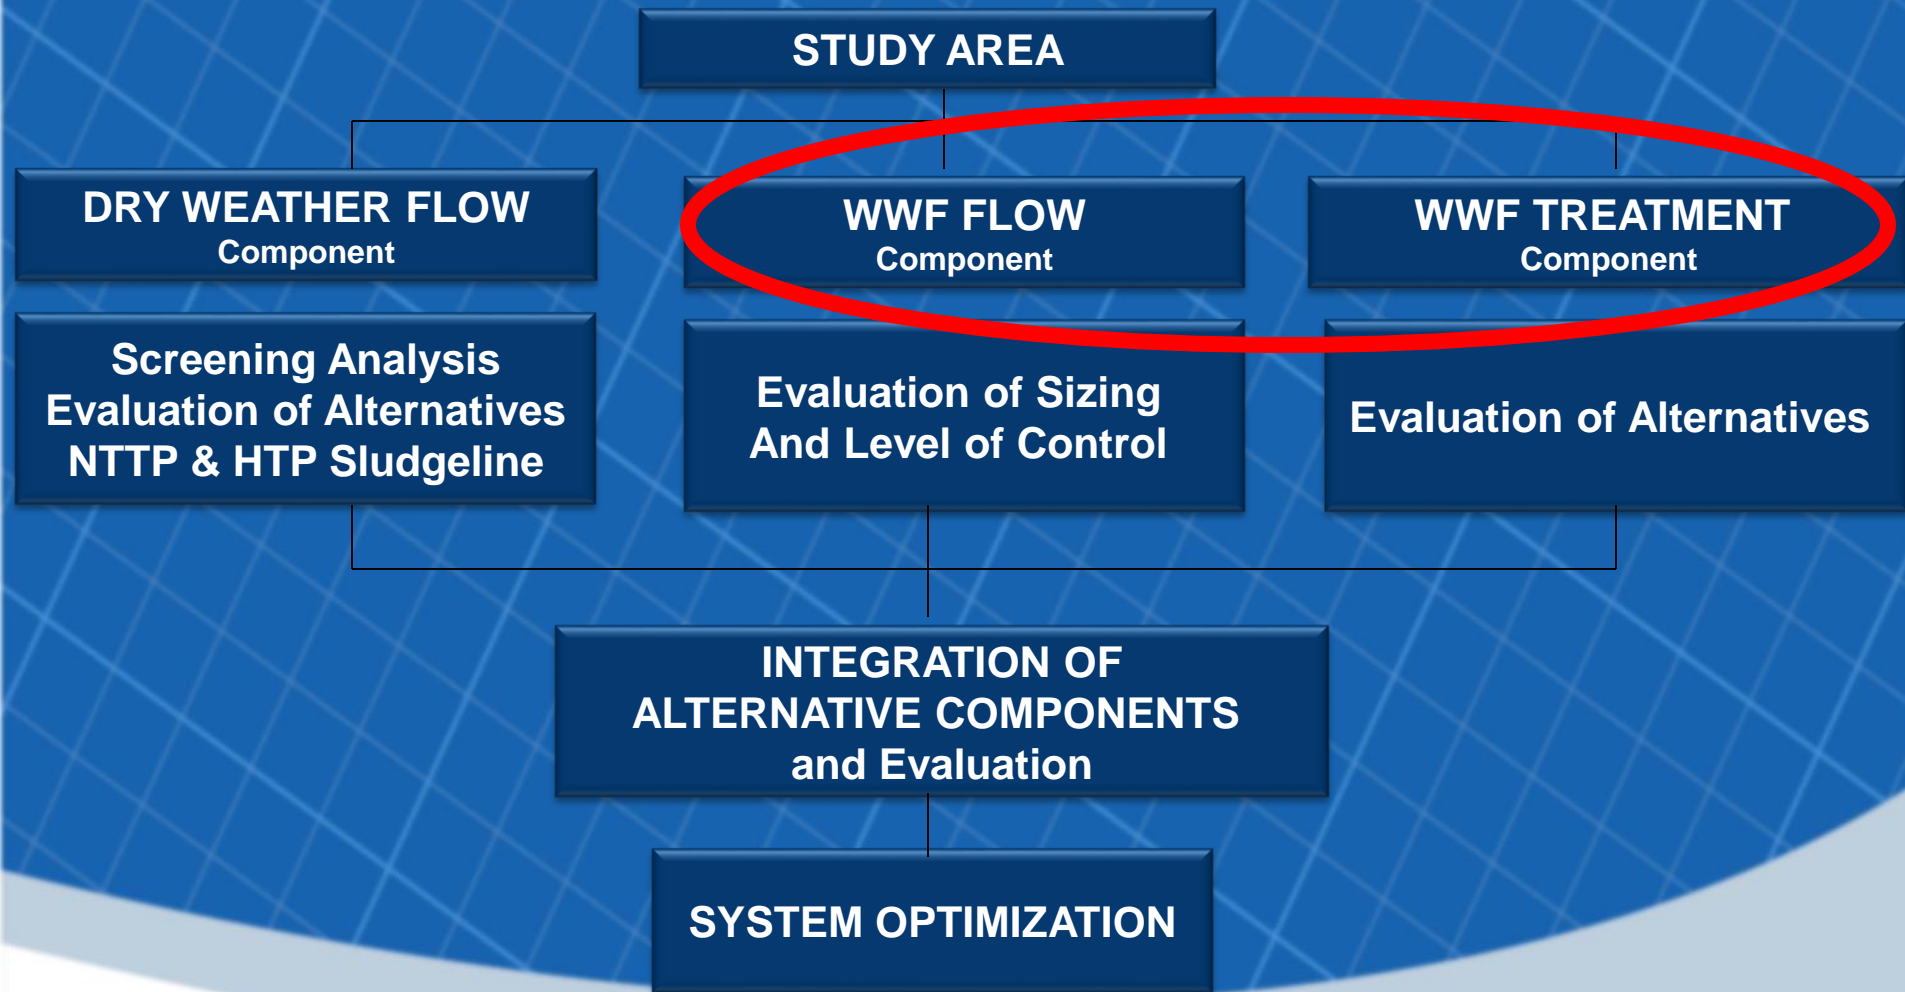 STUDY AREA
DRY WEATHER FLOW
Component
WWF FLOW
Component
WWF TREATMENT
Component
Screening Analysis
Evaluation of Alternatives
NTTP & HTP Sludgeline
Evaluation of Sizing
And Level of Control
Evaluation of Alternatives
INTEGRATION OF
ALTERNATIVE COMPONENTS
and Evaluation
SYSTEM OPTIMIZATION